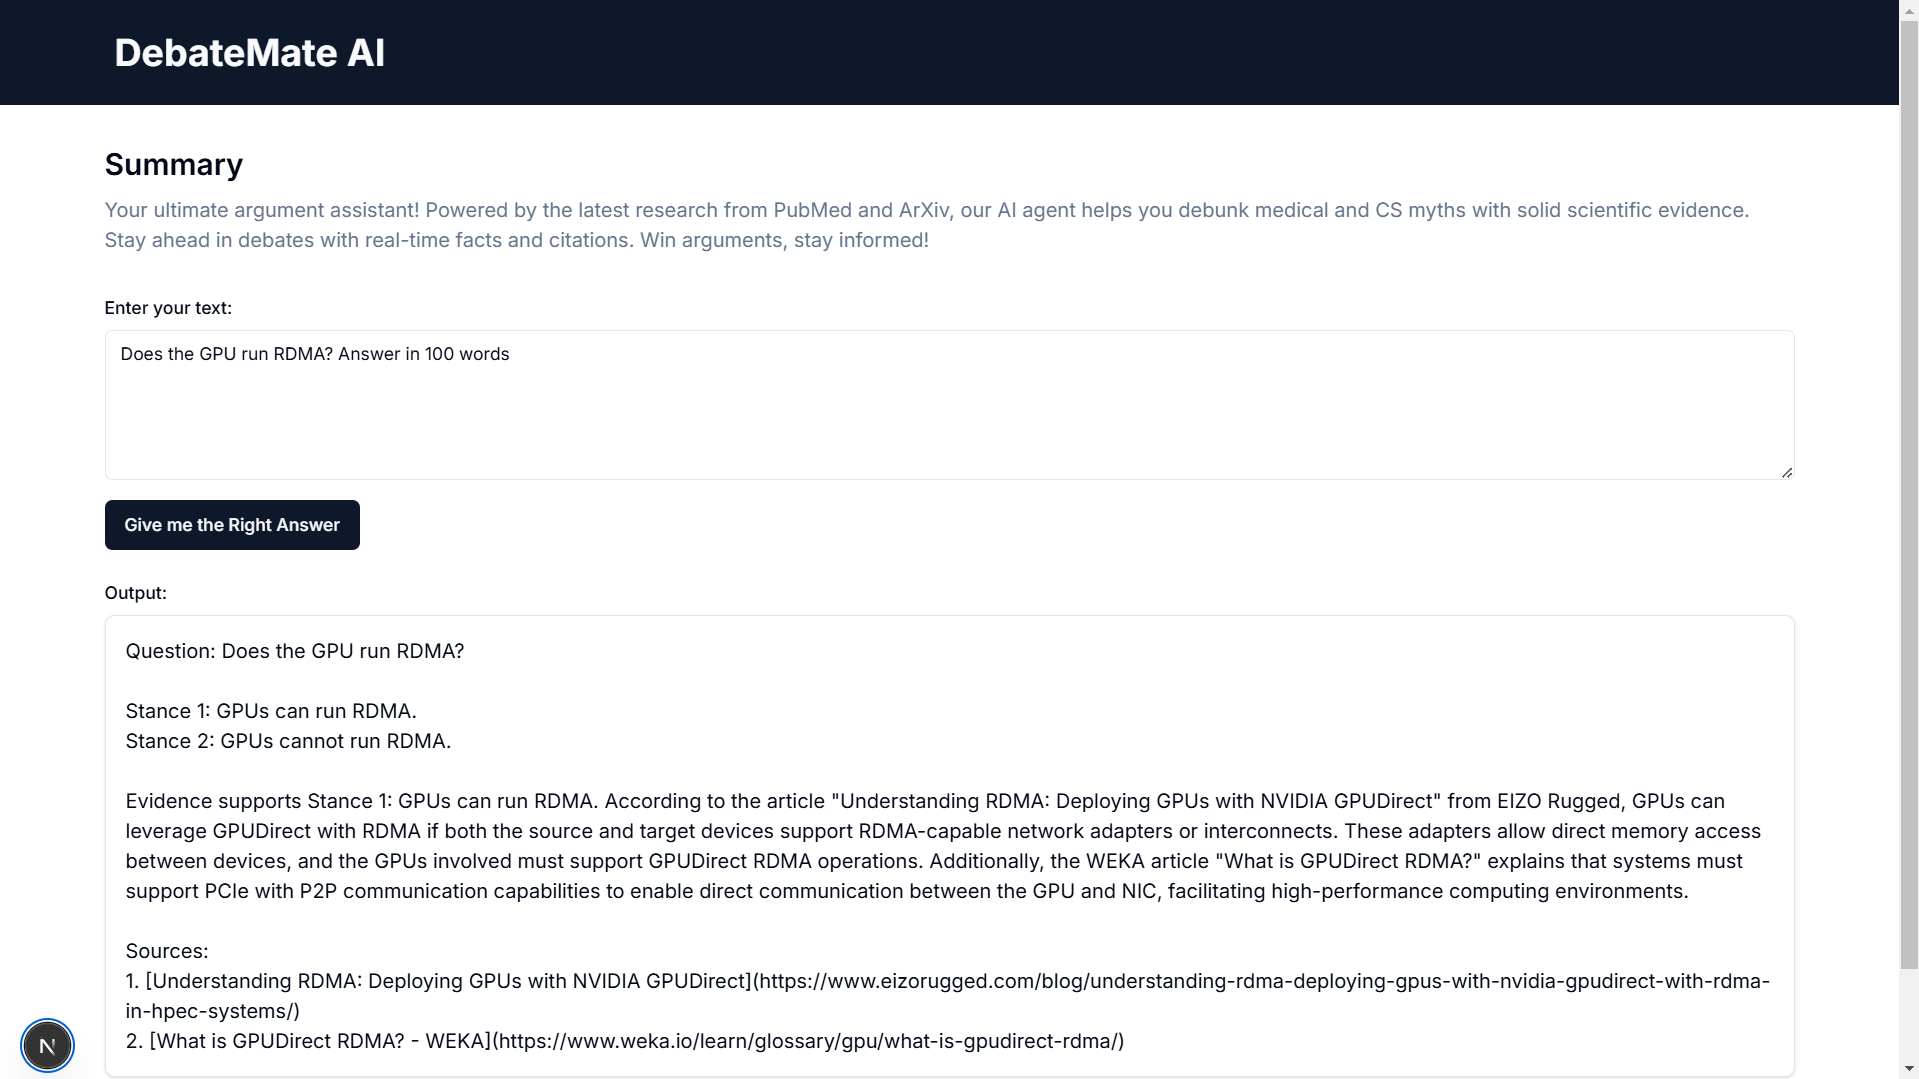 DebateMate AI
Summary
Your ultimate argument assistant! Powered by the latest research from PubMed and ArXiv, our AI agent helps you debunk medical and CS myths with solid scientific evidence.
Stay ahead in debates with real-time facts and citations. Win arguments, stay informed!
Enter your text:
Does the GPU run RDMA? Answer in 100 words
Give me the Right Answer
Output:
Question: Does the GPU run RDMA?
Stance 1: GPUs can run RDMA.
Stance 2: GPUs cannot run RDMA.
Evidence supports Stance 1: GPUs can run RDMA. According to the article "Understanding RDMA: Deploying GPUs with NVIDIA GPUDirect" from EIZO Rugged, GPUs can
leverage GPUDirect with RDMA if both the source and target devices support RDMA-capable network adapters or interconnects. These adapters allow direct memory access
between devices, and the GPUs involved must support GPUDirect RDMA operations. Additionally, the WEKA article "What is GPUDirect RDMA?" explains that systems must
support PCIe with P2P communication capabilities to enable direct communication between the GPU and NIC, facilitating high-performance computing environments.
Sources:
1. [Understanding RDMA: Deploying GPUs with NVIDIA GPUDirect](https://www.eizorugged.com/blog/understanding-rdma-deploying-gpus-with-nvidia-gpudirect-with-rdma-
in-hpec-systems/)
2. [What is GPUDirect RDMA? - WEKA](https://www.weka.io/learn/glossary/gpu/what-is-gpudirect-rdma/)
N